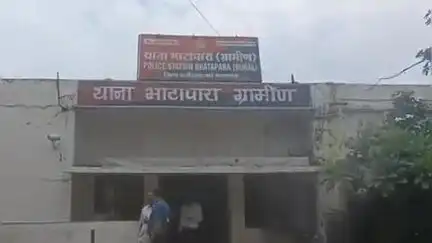 थाना भाटापारा (ग्रामीण)
POLICE STATION BHATAPARA (RURAL)
थाना भाटापारा ग्रामीण